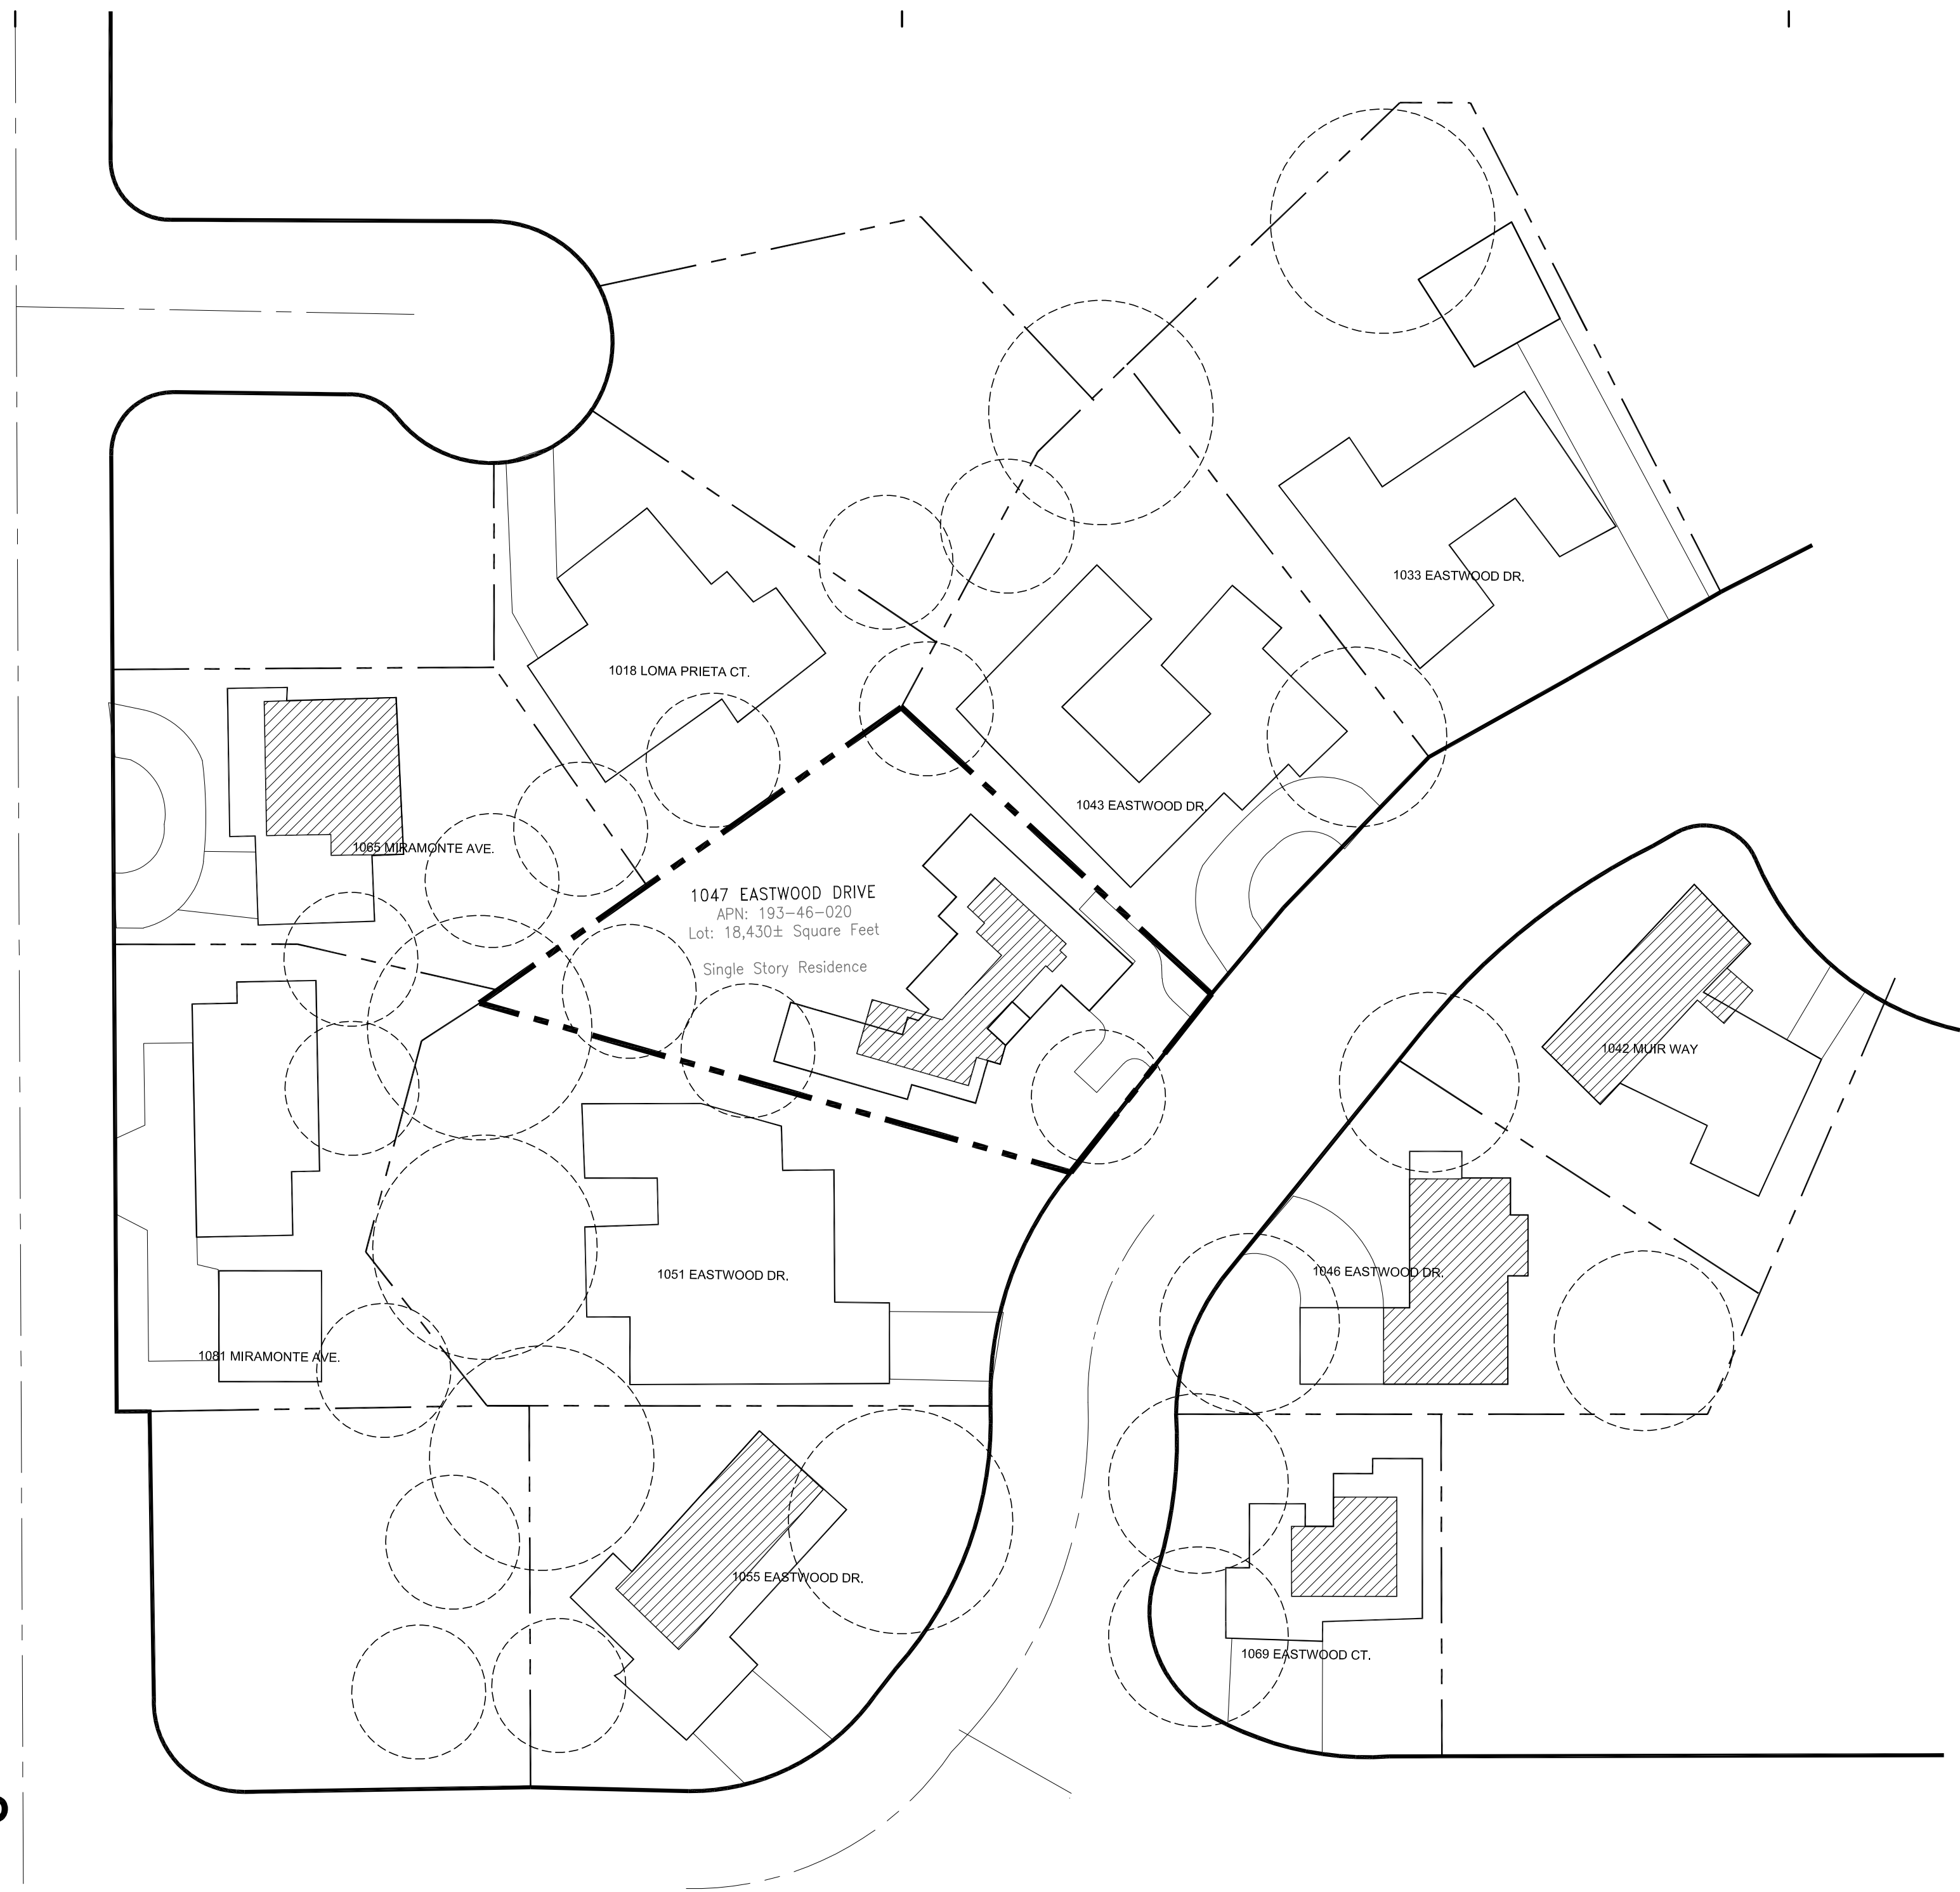 1033 EASTWOOD DR.
1018 LOMA PRIETA CT.
1043 EASTWOOD DR.
1065 MIRAMONTE AVE.
1047 EASTWOOD DRIVE
APN: 193-46-020
Lot: 18,430± Square Feet
Single Story Residence
1042 MUIR WAY
1046 EASTWOOD DR.
1051 EASTWOOD DR.
1081 MIRAMONTE AVE.
1055 EASTWOOD DR.
1069 EASTWOOD CT.